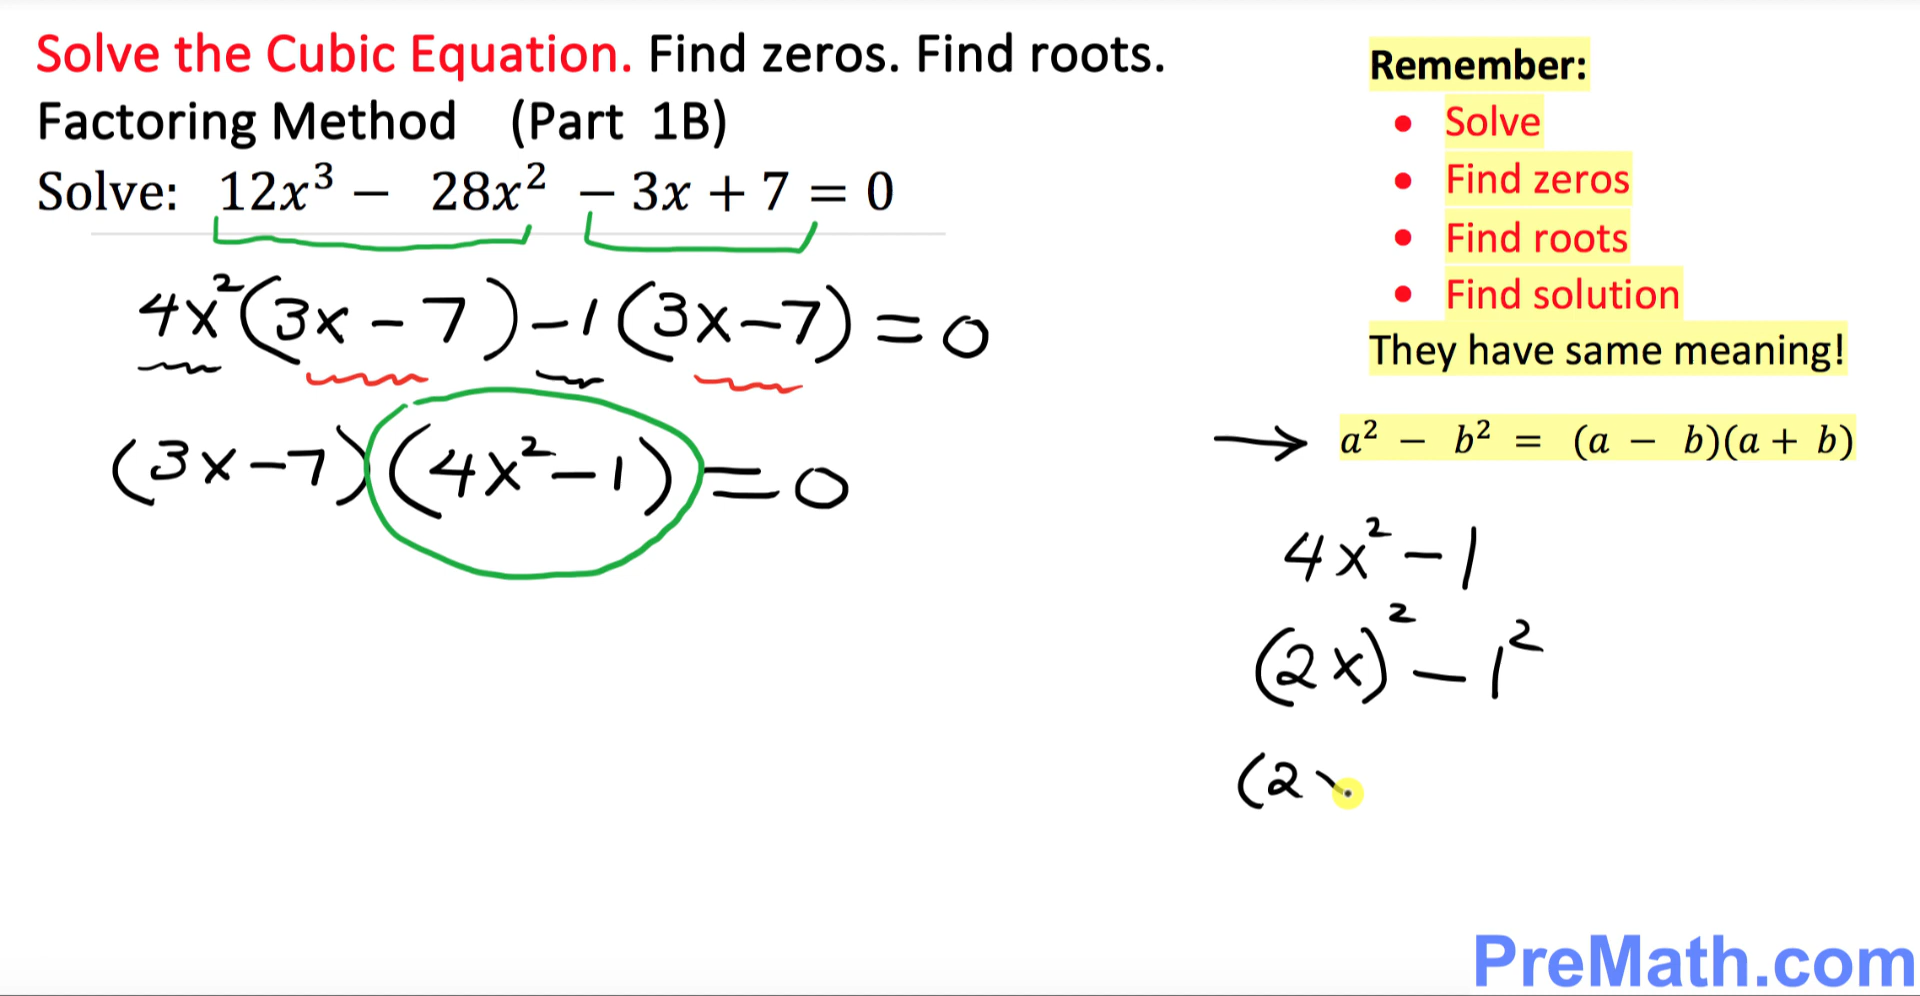 Solve the Cubic Equation. Find zeros. Find roots.
Factoring Method (Part 1B)
Solve: 12x³ − 28x² − 3x + 7 = 0
4x²(3x − 7) − 1(3x − 7) = 0
(3x − 7)(4x² − 1) = 0
Remember:
• Solve
• Find zeros
• Find roots
• Find solution
They have same meaning!
→ a² − b² = (a − b)(a + b)
4x² − 1
(2x)² − 1²
(2
PreMath.com